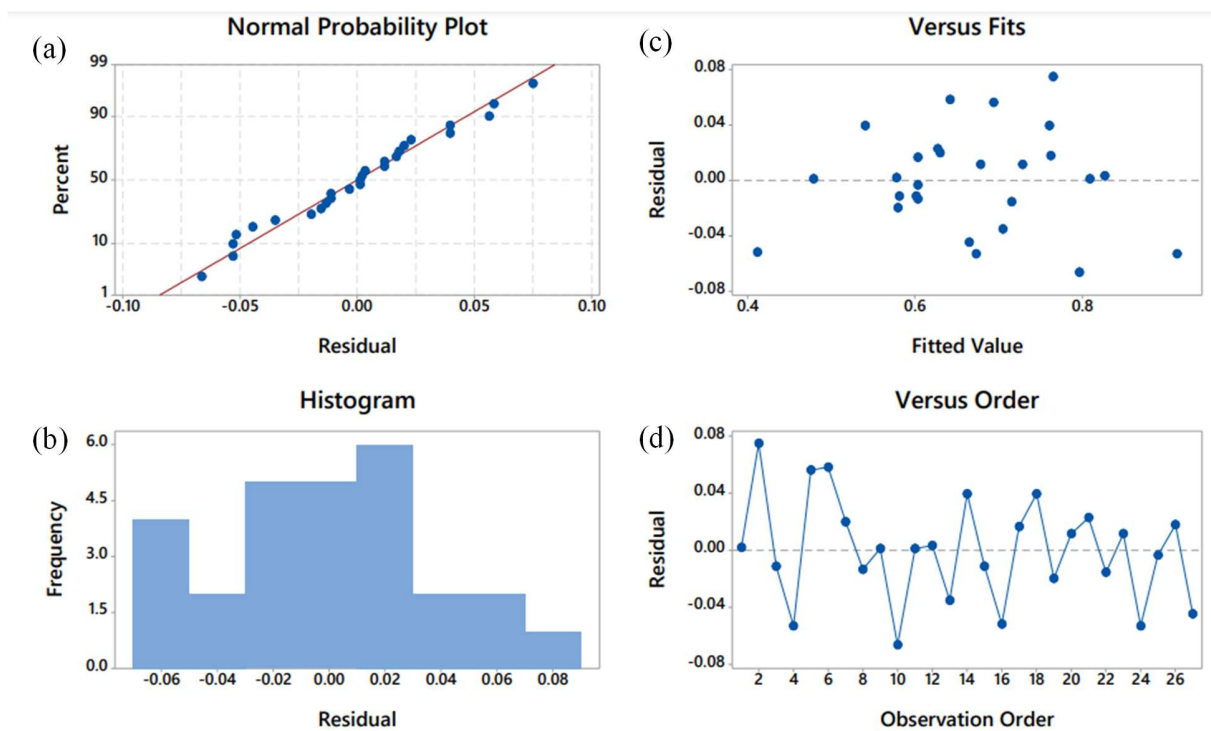 (a)
Normal Probability Plot
99
90
50
10
1
Percent
-0.10 -0.05 0.00 0.05 0.10
Residual
(c)
Versus Fits
0.08
0.04
0.00
-0.04
-0.08
Residual
0.4 0.6 0.8
Fitted Value
(b)
Histogram
6.0
4.5
3.0
1.5
0.0
Frequency
-0.06 -0.04 -0.02 0.00 0.02 0.04 0.06 0.08
Residual
(d)
Versus Order
0.08
0.04
0.00
-0.04
-0.08
Residual
2 4 6 8 10 12 14 16 18 20 22 24 26
Observation Order